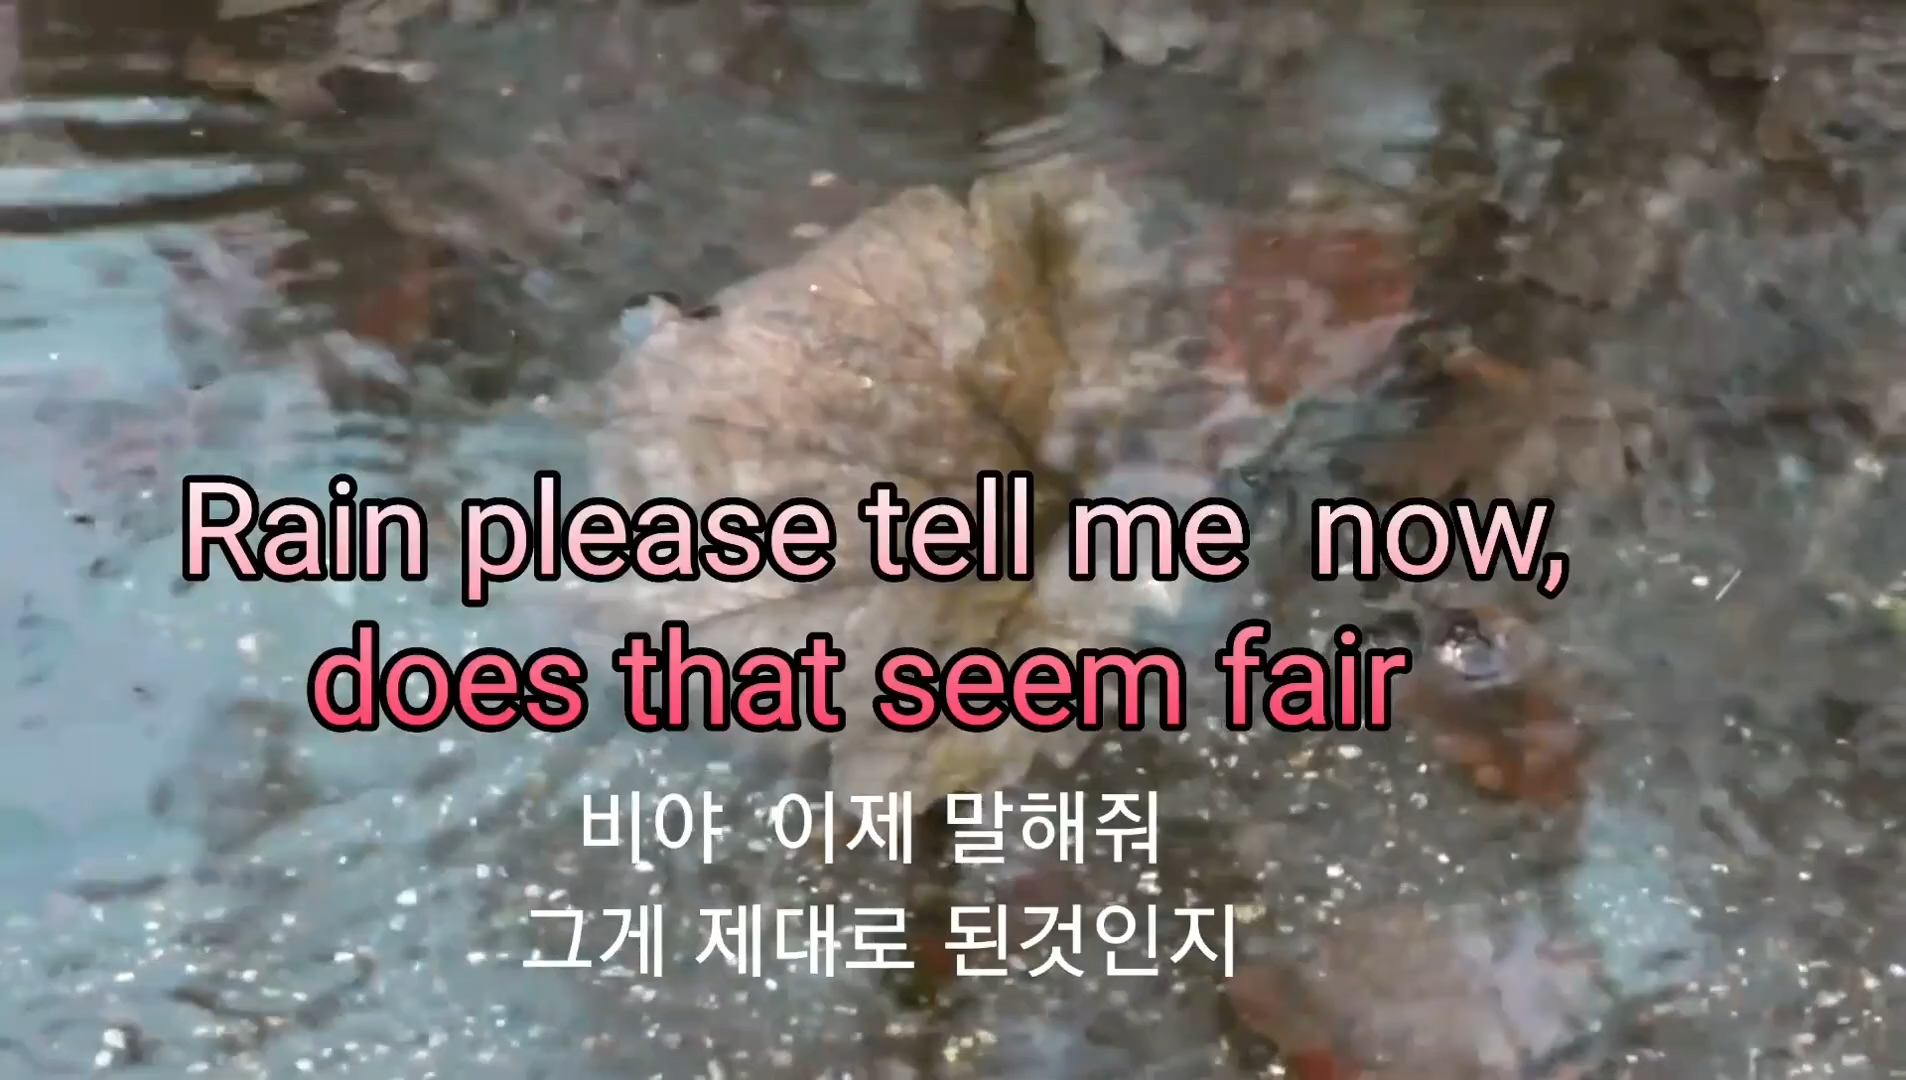 Rain please tell me  now,
does that seem fair
비야  이제 말해줘
그게 제대로 된것인지